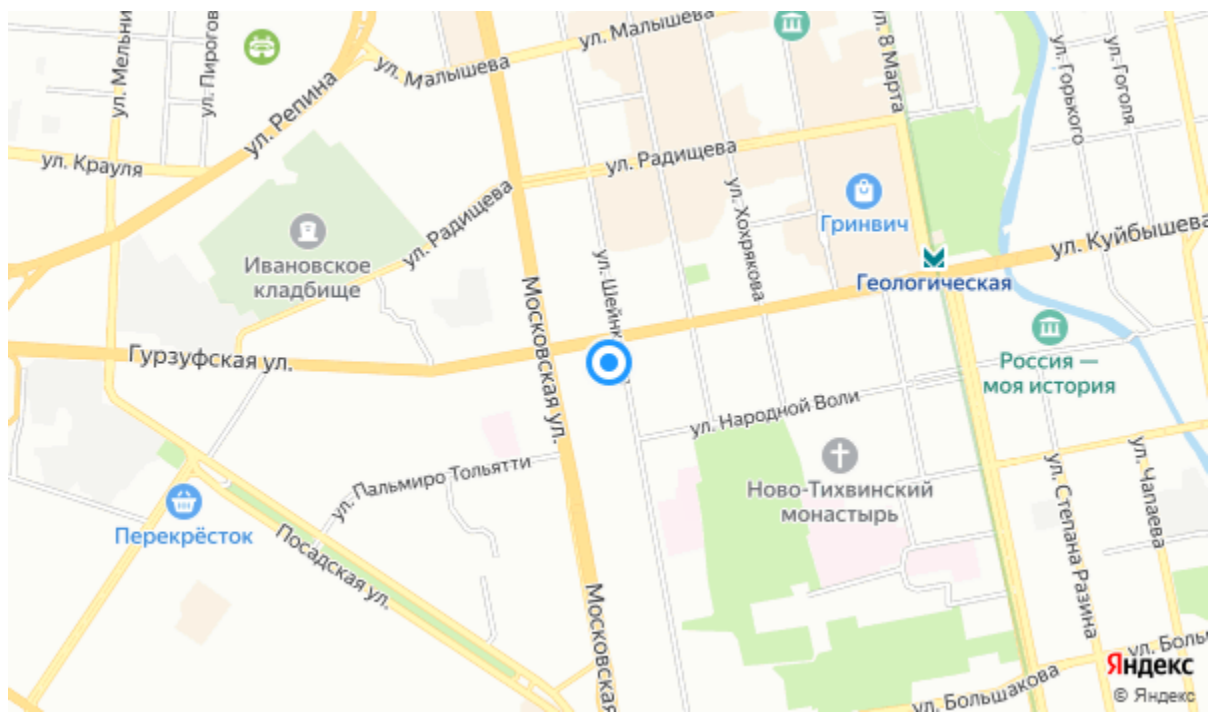 ул. Мельни
ул. Пирогов
ул. Репина
ул. Малышева
ул. Малышева
ул. 8 Марта
ул. Горького
ул. Гоголя
ул. Крауля
ул. Радищева
ул. Радищева
ул. Хохрякова
Гринвич
ул. Куйбышева
Ивановское
кладбище
ул. Шейнк
Геологическая
Московская ул.
Гурзуфская ул.
Россия —
моя история
ул. Народной Воли
ул. Пальмиро Тольятти
Ново-Тихвинский
монастырь
ул. Степана Разина
ул. Чапаева
Перекрёсток
Посадская ул.
Московская
ул. Большакова
ул. Боль
Яндекс
© Яндекс